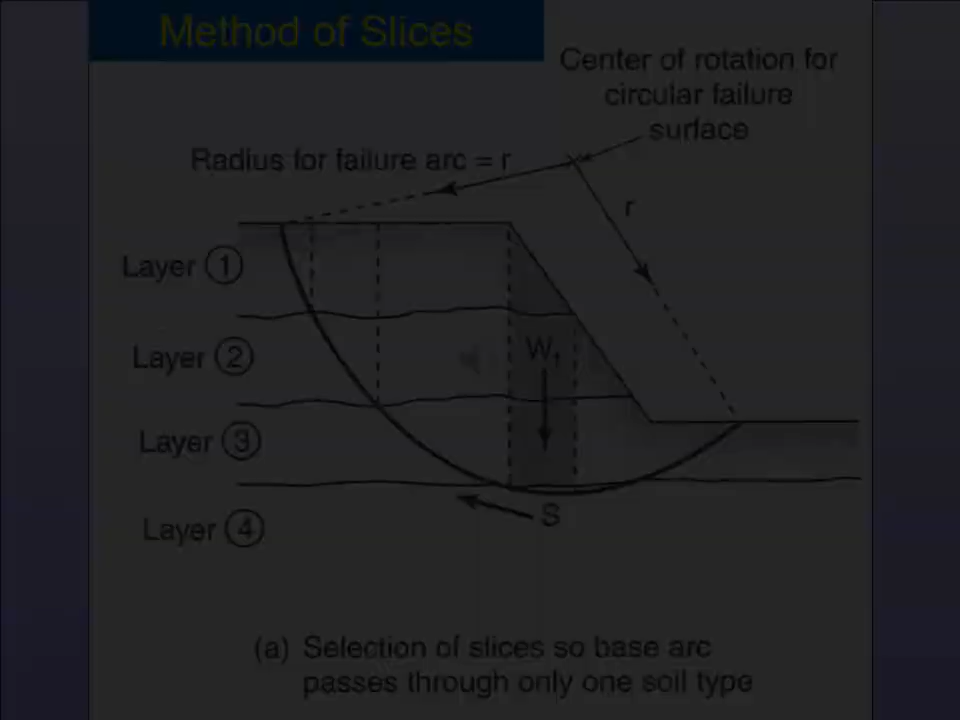 Method of Slices
Center of rotation for
circular failure
surface
Radius for failure arc = r
r
Layer 1
Layer 2
W1
Layer 3
S
Layer 4
(a) Selection of slices so base arc
passes through only one soil type